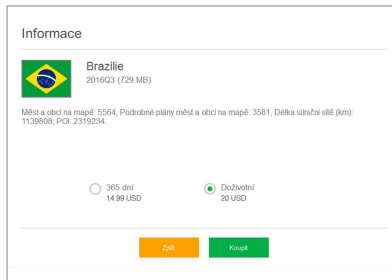 Informace
Brazílie
2016Q3 (729 MB)
Měst a obcí na mapě: 5564, Podrobné plány měst a obcí na mapě: 3581, Délka silniční sítě (km):
1139808, POI: 2319234.
365 dní
14.99 USD
Doživotní
20 USD
Zpět
Koupit